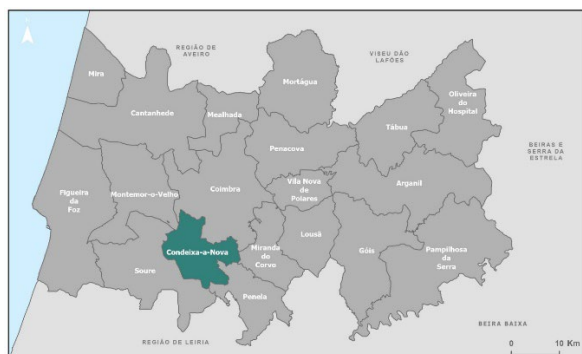 REGIÃO DE
AVEIRO
VISEU DÃO
LAFÕES
Mira
Cantanhede
Mealhada
Mortágua
Oliveira
do
Hospital
Tábua
Penacova
BEIRAS E
SERRA DA
ESTRELA
Figueira
da
Foz
Montemor-o-Velho
Coimbra
Vila Nova
de
Poiares
Arganil
Condeixa-a-Nova
Miranda
do
Corvo
Lousã
Góis
Pampilhosa
da
Serra
Soure
Penela
REGIÃO DE LEIRIA
BEIRA BAIXA
0 10 Km